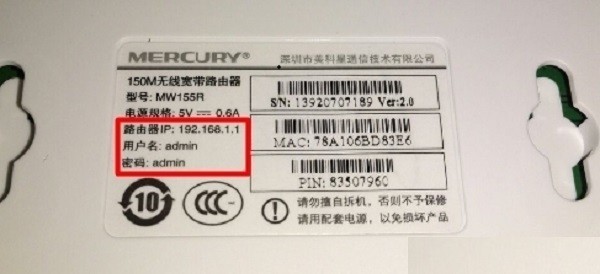 MERCURY®
深圳市美科星通信技术有限公司
150M无线宽带路由器
型号: MW155R
电源规格: 5V⎓0.6A
路由器IP: 192.168.1.1
用户名: admin
密码: admin
S/N: 13920707189 Ver:2.0
MAC: 78A106BD83E6
PIN: 83507960
10
CCC
请勿擅自拆机，否则不予保修
请用配套电源，以免损坏产品